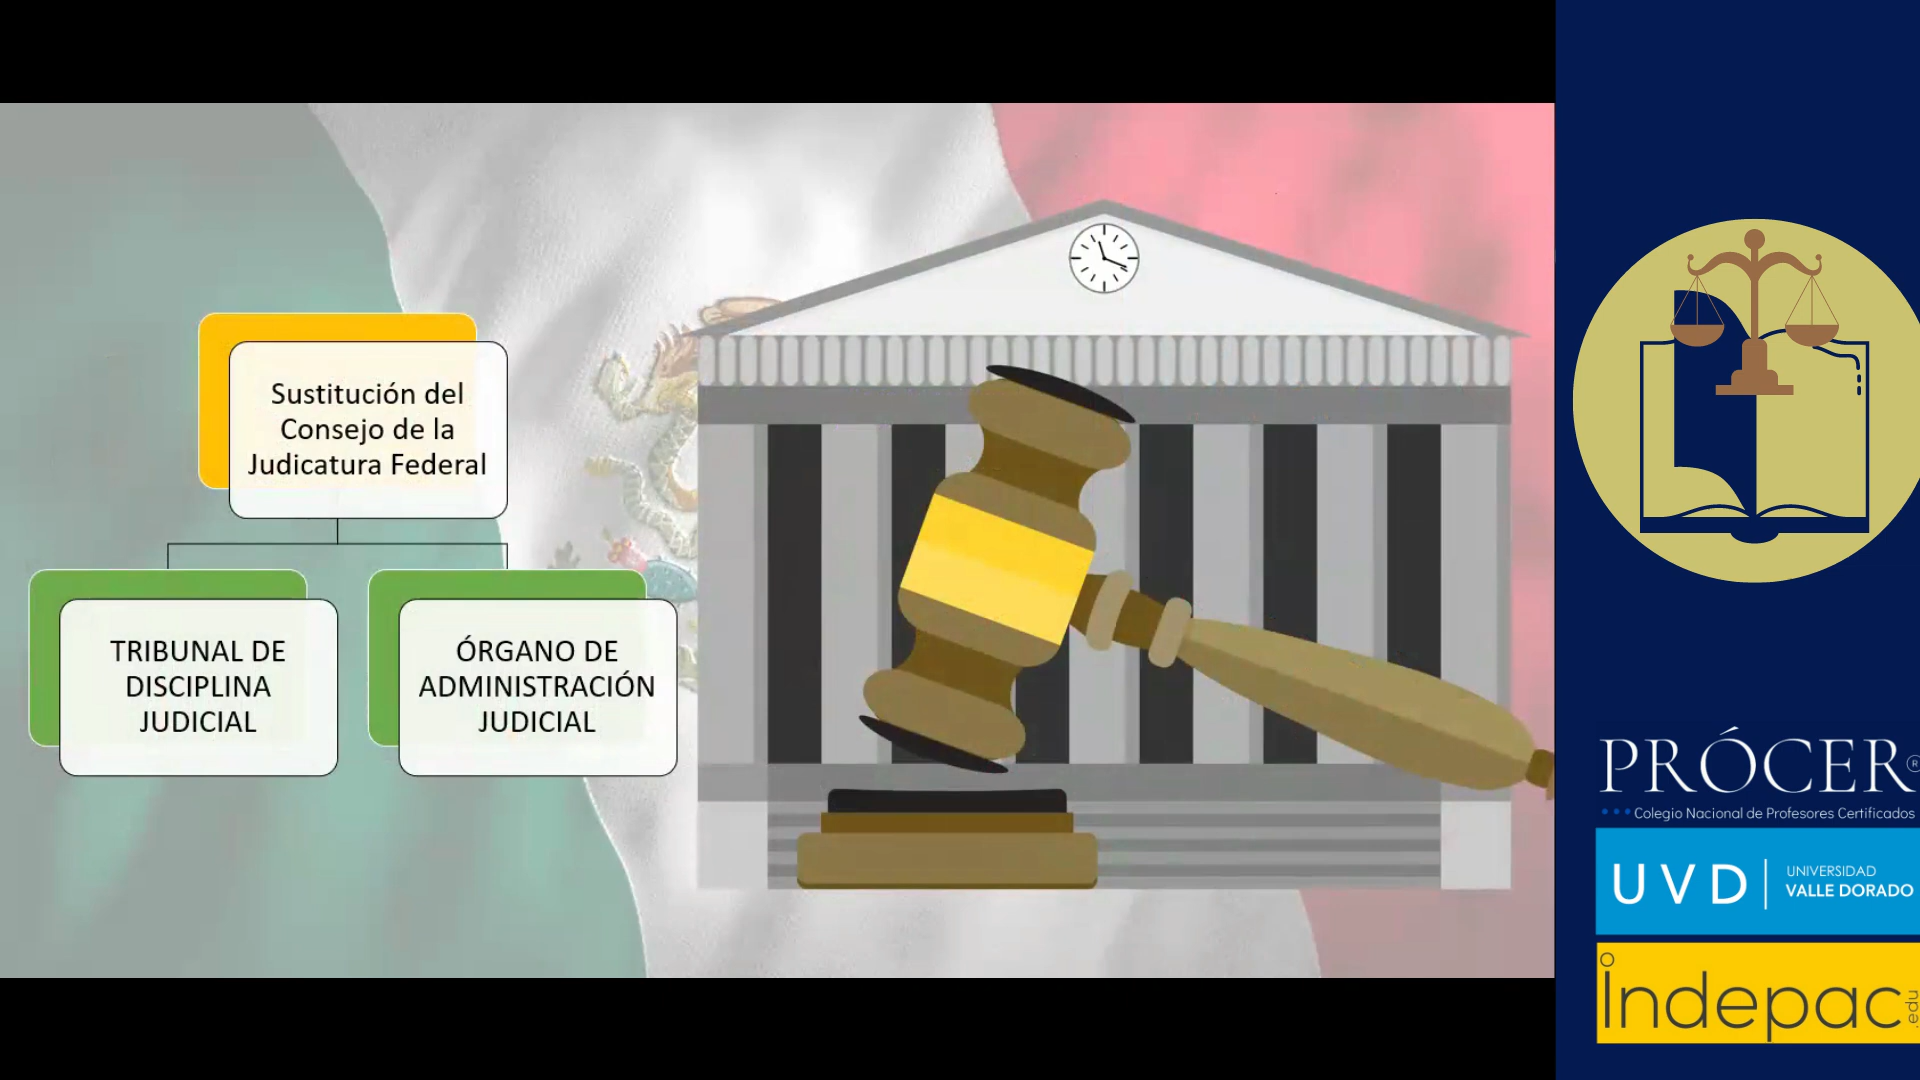 Sustitución del
Consejo de la
Judicatura Federal
TRIBUNAL DE
DISCIPLINA
JUDICIAL
ÓRGANO DE
ADMINISTRACIÓN
JUDICIAL
PRÓCER®
Colegio Nacional de Profesores Certificados
UVD
UNIVERSIDAD
VALLE DORADO
Indepac
.edu